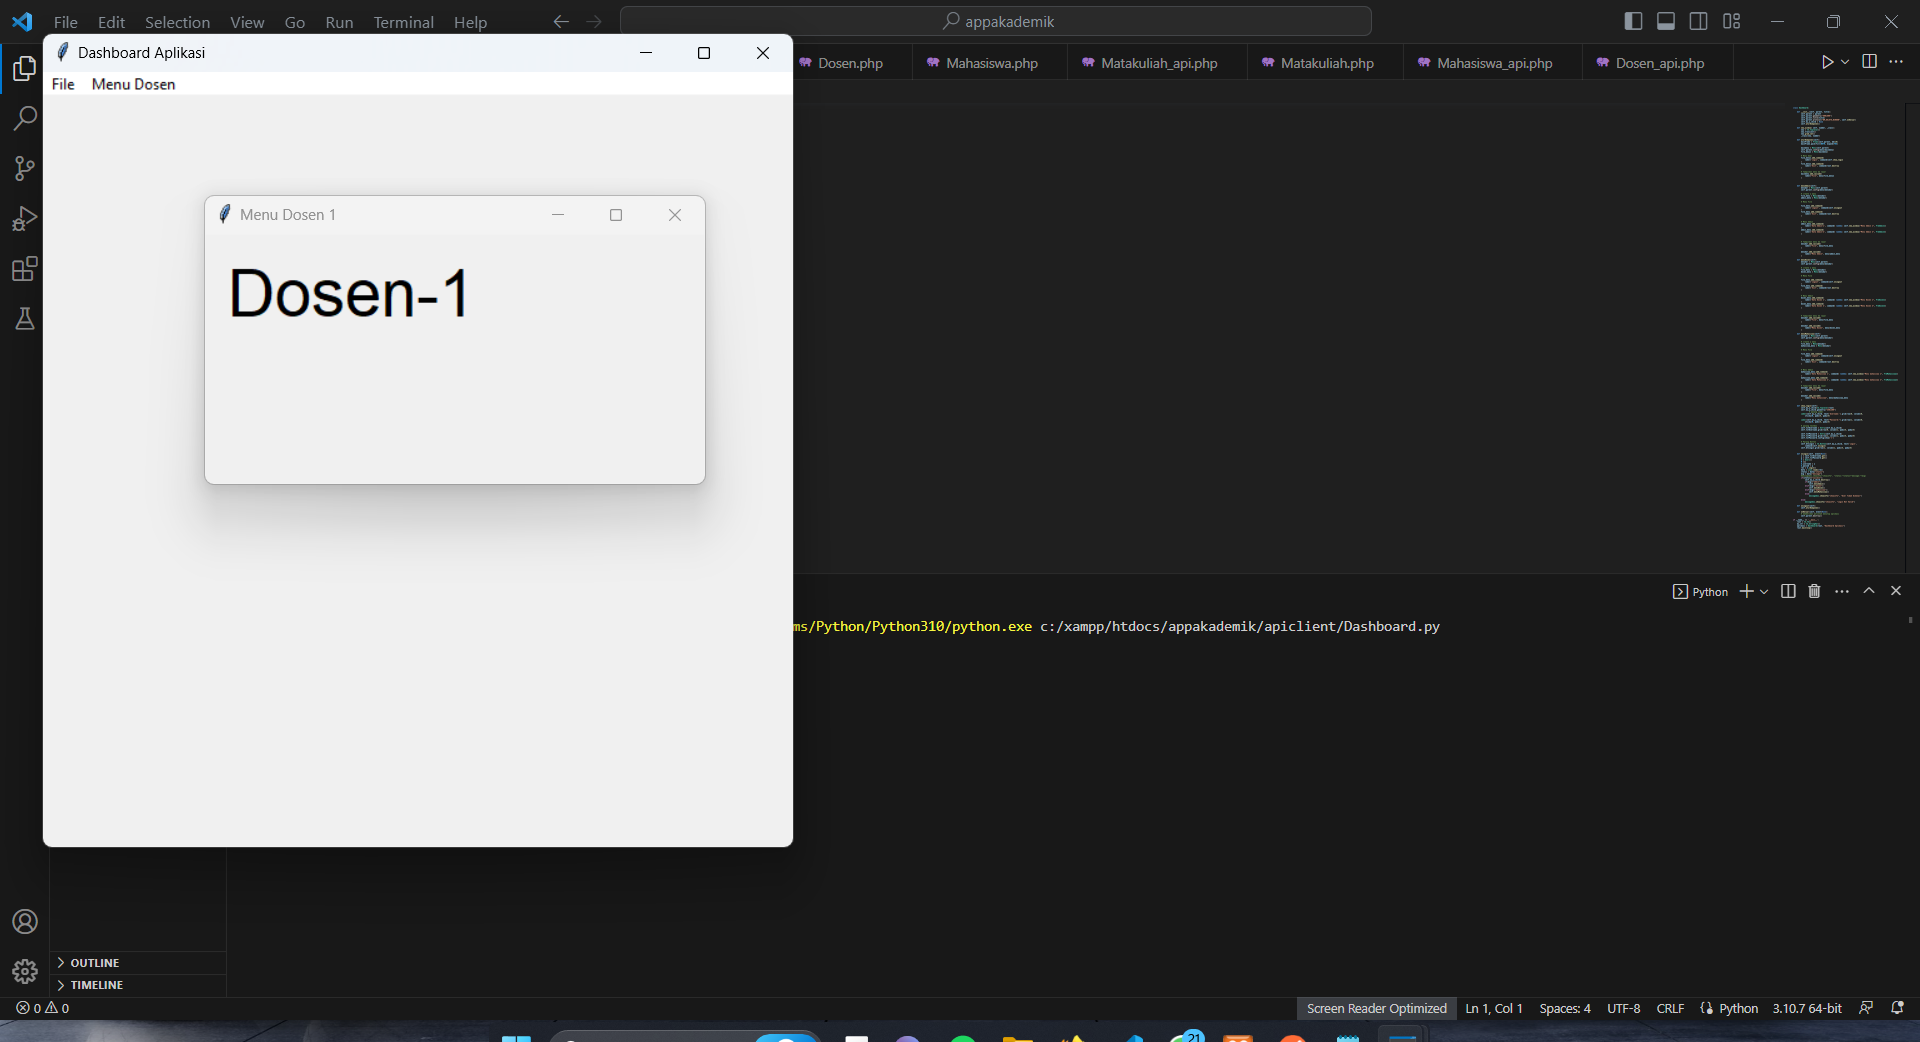 File Edit Selection View Go Run Terminal Help
appakademik
Dashboard Aplikasi
File Menu Dosen
Dosen.php Mahasiswa.php Matakuliah_api.php Matakuliah.php Mahasiswa_api.php Dosen_api.php
Menu Dosen 1
Dosen-1
Python
ms/Python/Python310/python.exe c:/xampp/htdocs/appakademik/apiclient/Dashboard.py
OUTLINE
TIMELINE
0 0
Screen Reader Optimized Ln 1, Col 1 Spaces: 4 UTF-8 CRLF Python 3.10.7 64-bit
21